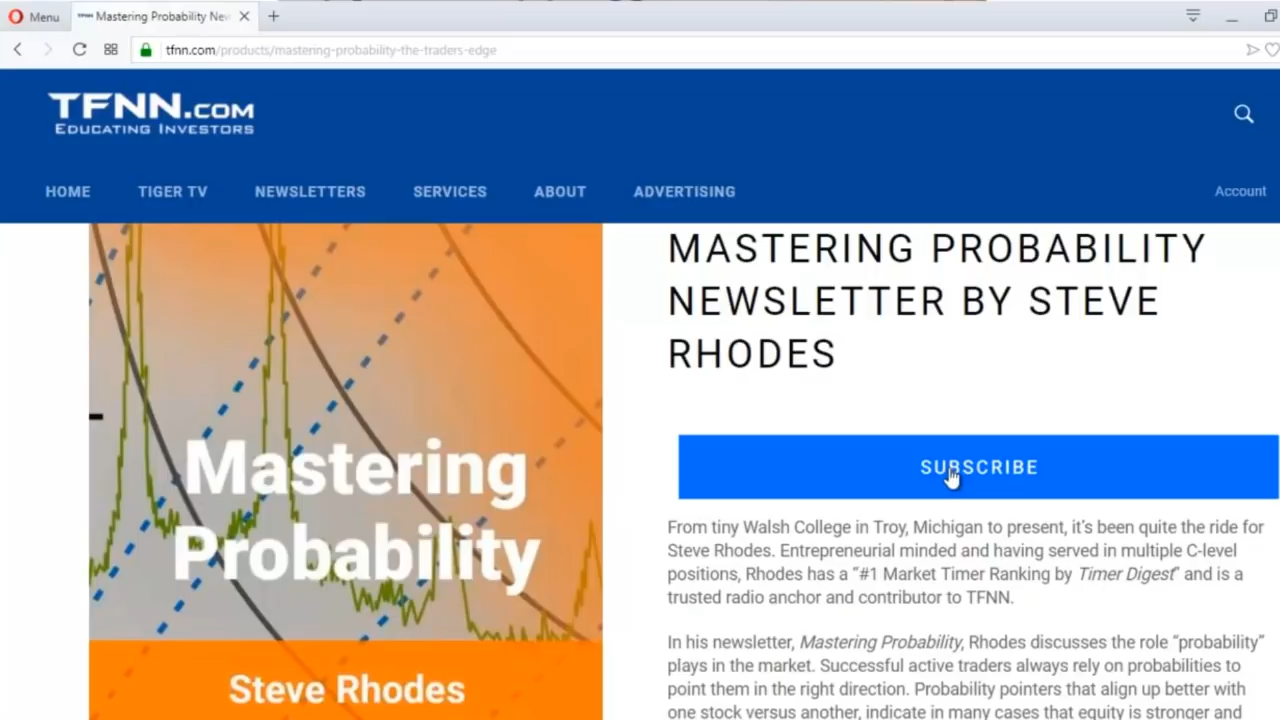 Menu
Mastering Probability New
tfnn.com/products/mastering-probability-the-traders-edge
TFNN.COM
EDUCATING INVESTORS
HOME TIGER TV NEWSLETTERS SERVICES ABOUT ADVERTISING Account
MASTERING PROBABILITY
NEWSLETTER BY STEVE
RHODES
Mastering
Probability
Steve Rhodes
SUBSCRIBE
From tiny Walsh College in Troy, Michigan to present, it's been quite the ride for
Steve Rhodes. Entrepreneurial minded and having served in multiple C-level
positions, Rhodes has a “#1 Market Timer Ranking by Timer Digest” and is a
trusted radio anchor and contributor to TFNN.
In his newsletter, Mastering Probability, Rhodes discusses the role “probability”
plays in the market. Successful active traders always rely on probabilities to
point them in the right direction. Probability pointers that align up better with
one stock versus another, indicate in many cases that equity is stronger and